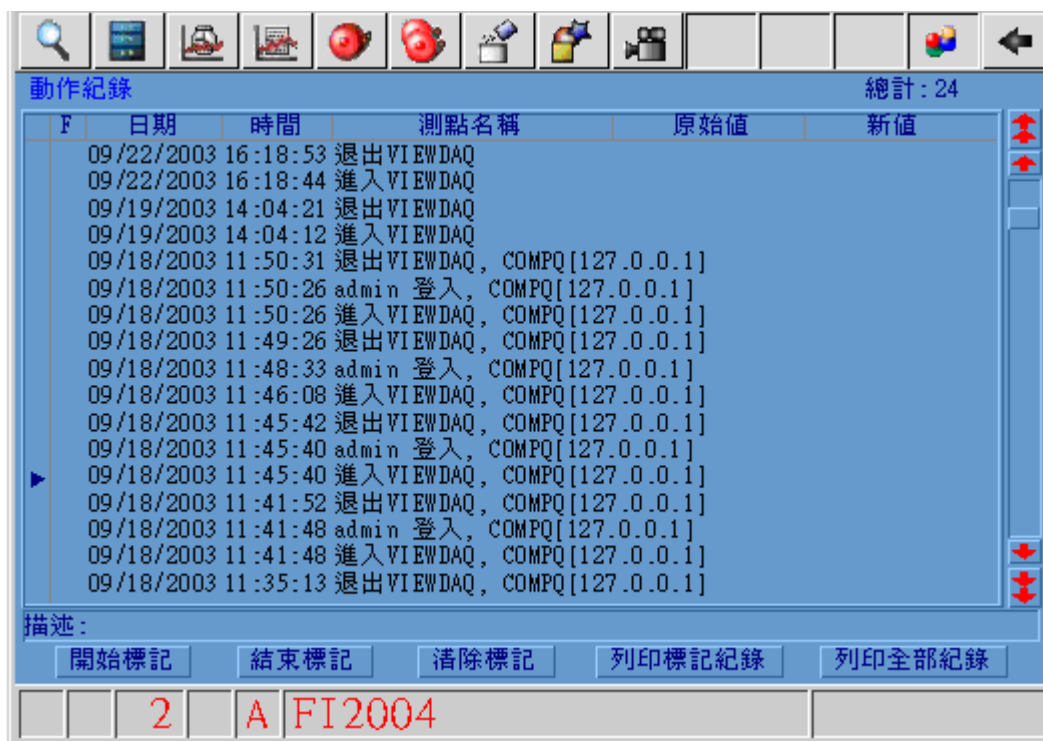 動作紀錄 總計:24
F 日期 時間 測點名稱 原始值 新值
09/22/2003 16:18:53 退出VIEWDAQ
09/22/2003 16:18:44 進入VIEWDAQ
09/19/2003 14:04:21 退出VIEWDAQ
09/19/2003 14:04:12 進入VIEWDAQ
09/18/2003 11:50:31 退出VIEWDAQ, COMPQ[127.0.0.1]
09/18/2003 11:50:26 admin 登入, COMPQ[127.0.0.1]
09/18/2003 11:50:26 進入VIEWDAQ, COMPQ[127.0.0.1]
09/18/2003 11:49:26 退出VIEWDAQ, COMPQ[127.0.0.1]
09/18/2003 11:48:33 admin 登入, COMPQ[127.0.0.1]
09/18/2003 11:46:08 進入VIEWDAQ, COMPQ[127.0.0.1]
09/18/2003 11:45:42 退出VIEWDAQ, COMPQ[127.0.0.1]
09/18/2003 11:45:40 admin 登入, COMPQ[127.0.0.1]
09/18/2003 11:45:40 進入VIEWDAQ, COMPQ[127.0.0.1]
09/18/2003 11:41:52 退出VIEWDAQ, COMPQ[127.0.0.1]
09/18/2003 11:41:48 admin 登入, COMPQ[127.0.0.1]
09/18/2003 11:41:48 進入VIEWDAQ, COMPQ[127.0.0.1]
09/18/2003 11:35:13 退出VIEWDAQ, COMPQ[127.0.0.1]
描述:
開始標記 結束標記 清除標記 列印標記紀錄 列印全部紀錄
2 A FI2004